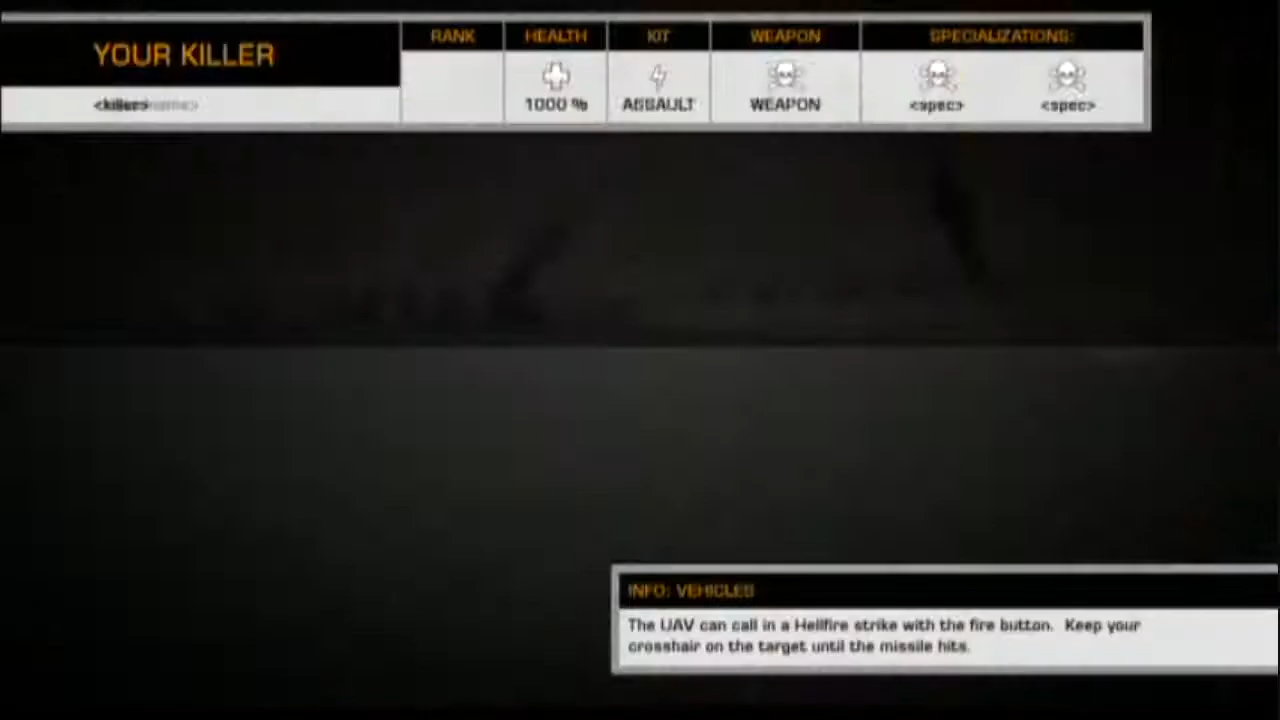 YOUR KILLER
RANK
HEALTH
KIT
WEAPON
SPECIALIZATIONS:
1000 %
ASSAULT
WEAPON
<spec>
<spec>
INFO: VEHICLES
The UAV can call in a Hellfire strike with the fire button. Keep your
crosshair on the target until the missile hits.